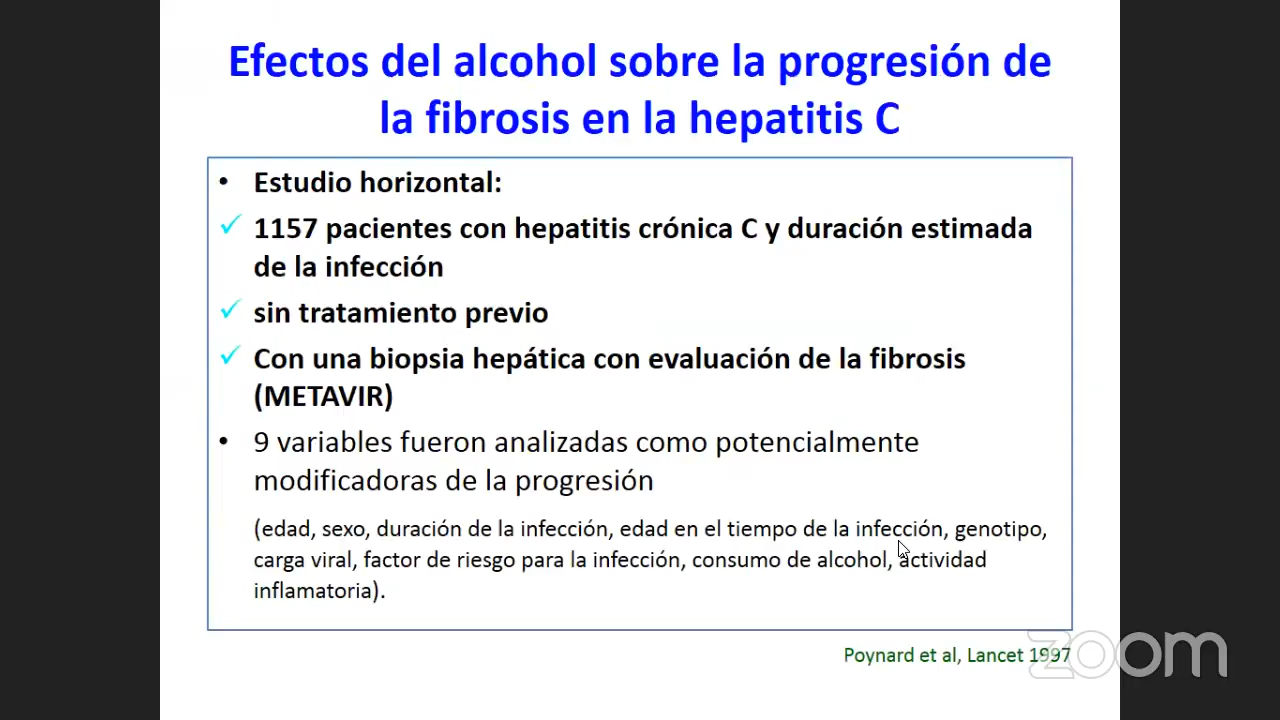 Efectos del alcohol sobre la progresión de
la fibrosis en la hepatitis C
• Estudio horizontal:
✓ 1157 pacientes con hepatitis crónica C y duración estimada
de la infección
✓ sin tratamiento previo
✓ Con una biopsia hepática con evaluación de la fibrosis
(METAVIR)
• 9 variables fueron analizadas como potencialmente
modificadoras de la progresión
(edad, sexo, duración de la infección, edad en el tiempo de la infección, genotipo,
carga viral, factor de riesgo para la infección, consumo de alcohol, actividad
inflamatoria).
Poynard et al, Lancet 1997
zoom